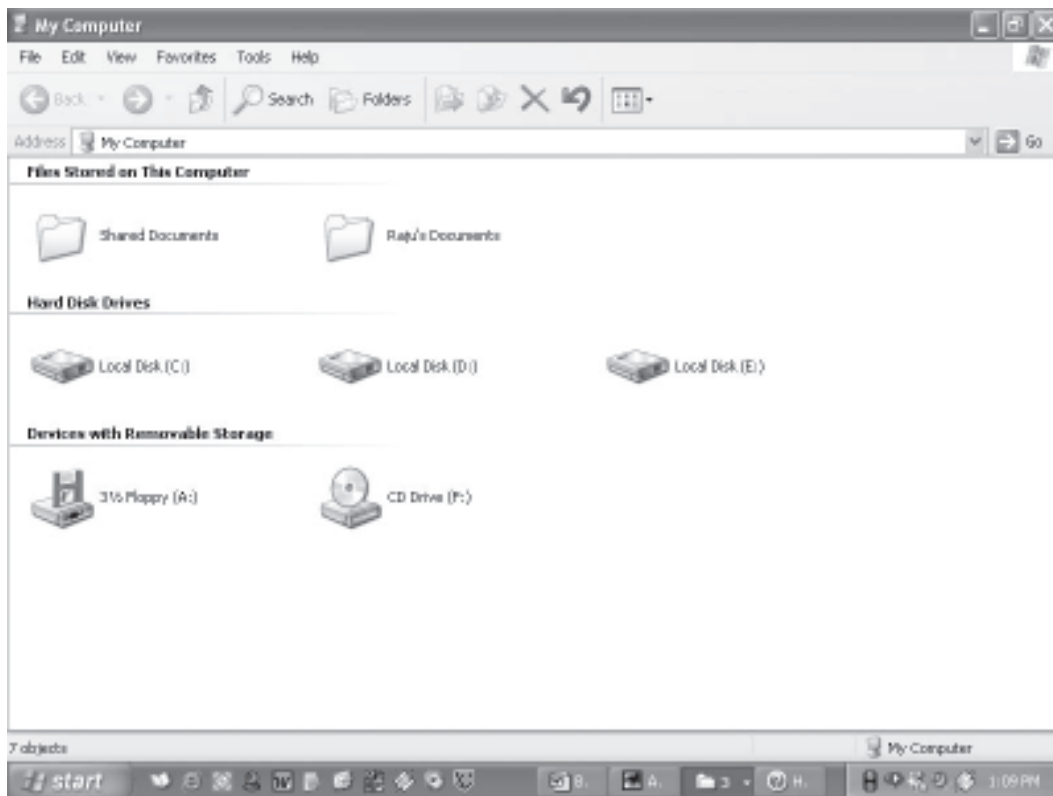 My Computer
File Edit View Favorites Tools Help
Back Search Folders
Address My Computer Go
Files Stored on This Computer
Shared Documents Raju's Documents
Hard Disk Drives
Local Disk (C:) Local Disk (D:) Local Disk (E:)
Devices with Removable Storage
3½ Floppy (A:) CD Drive (F:)
7 objects My Computer
start B. A. 3 H. 1:09 PM